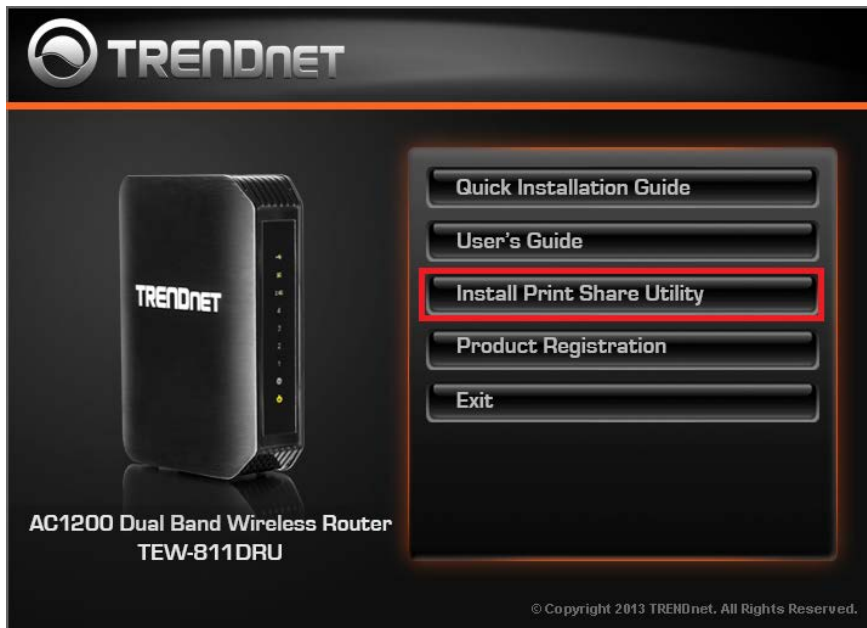 TRENDNET
Quick Installation Guide
User's Guide
Install Print Share Utility
Product Registration
Exit
TRENDNET
AC1200 Dual Band Wireless Router
TEW-811DRU
© Copyright 2013 TRENDnet. All Rights Reserved.